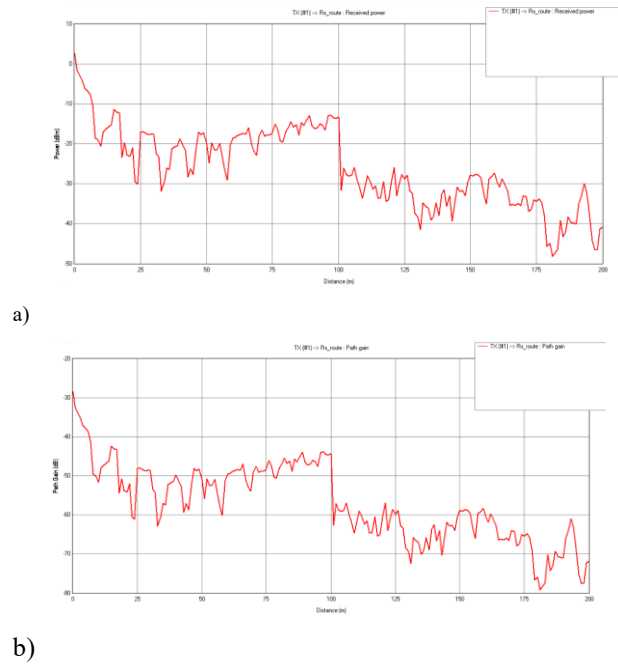 TX (#1) -> Rx_route : Received power
TX (#1) -> Rx_route : Received power
10
0
-10
-20
-30
-40
-50
Power (dBm)
0 25 50 75 100 125 150 175 200
Distance (m)
a)
TX (#1) -> Rx_route : Path gain
TX (#1) -> Rx_route : Path gain
-20
-30
-40
-50
-60
-70
-80
Path Gain (dB)
0 25 50 75 100 125 150 175 200
Distance (m)
b)